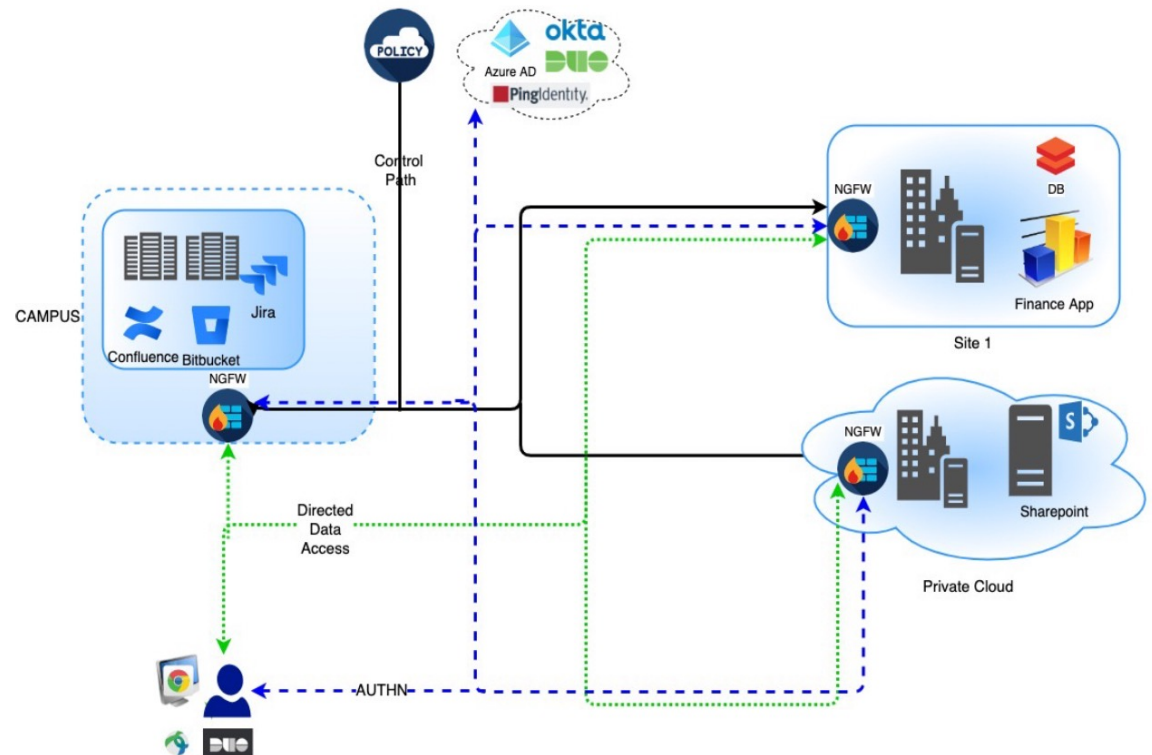 POLICY
okta
Azure AD
DUO
PingIdentity.
Control
Path
NGFW
DB
Finance App
Site 1
CAMPUS
Jira
Confluence
Bitbucket
NGFW
NGFW
S
Sharepoint
Private Cloud
Directed
Data
Access
AUTHN
DUO